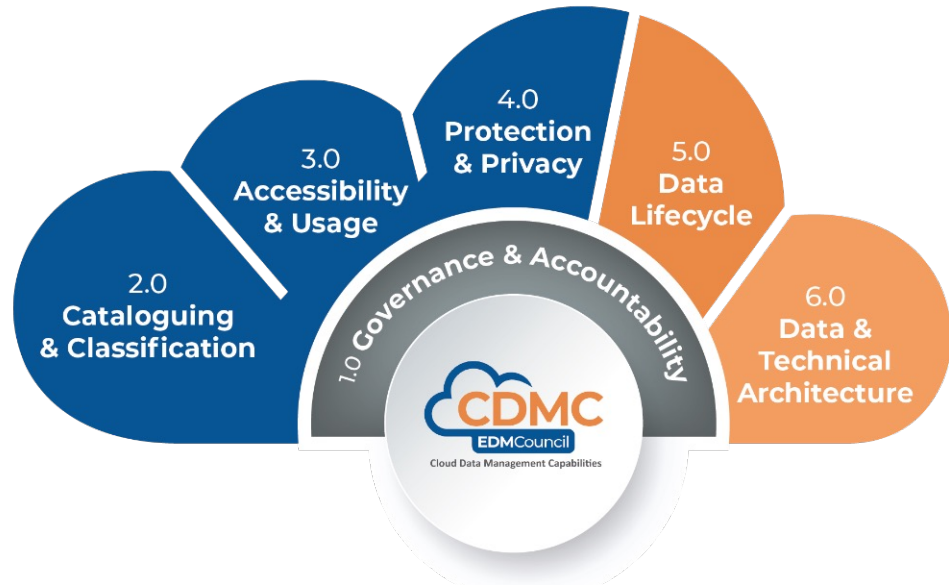 1.0 Governance & Accountability
2.0
Cataloguing
& Classification
3.0
Accessibility
& Usage
4.0
Protection
& Privacy
5.0
Data
Lifecycle
6.0
Data &
Technical
Architecture
CDMC
EDMCouncil
Cloud Data Management Capabilities